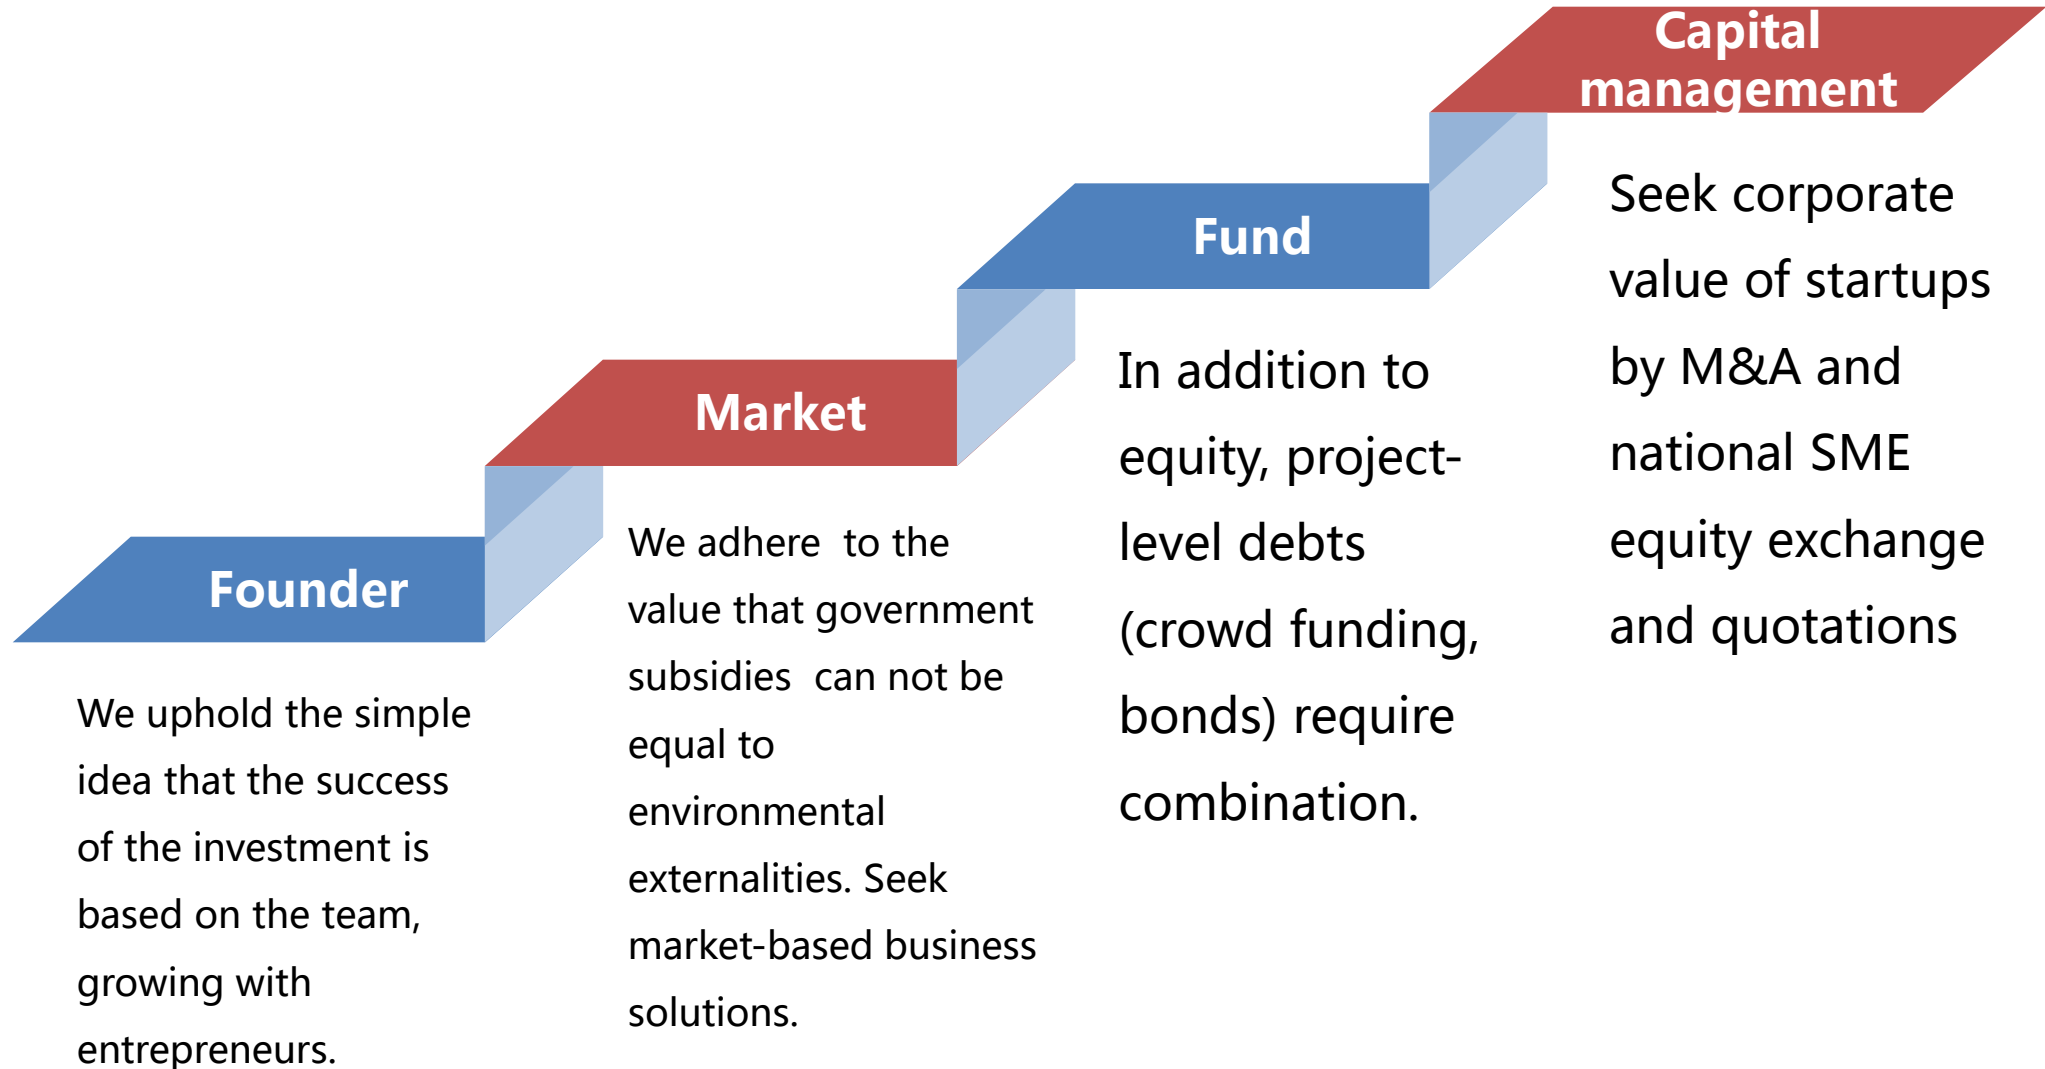 Founder
We uphold the simple
idea that the success
of the investment is
based on the team,
growing with
entrepreneurs.
Market
We adhere  to the
value that government
subsidies  can not be
equal to
environmental
externalities. Seek
market-based business
solutions.
Fund
In addition to
equity, project-
level debts
(crowd funding,
bonds) require
combination.
Capital
management
Seek corporate
value of startups
by M&A and
national SME
equity exchange
and quotations